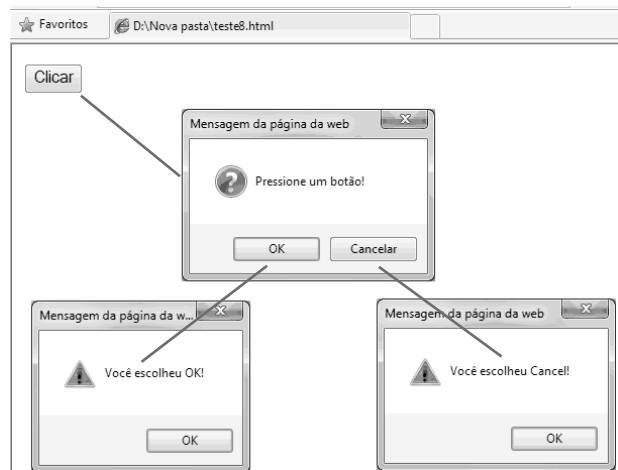 Favoritos
D:\Nova pasta\teste8.html
Clicar
Mensagem da página da web
Pressione um botão!
OK
Cancelar
Mensagem da página da w...
Você escolheu OK!
OK
Mensagem da página da web
Você escolheu Cancel!
OK